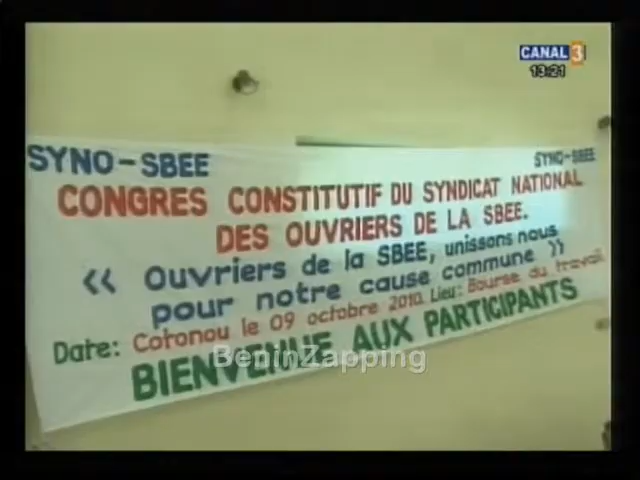 CANAL 3
13:21
SYNO-SBEE SYNO-SBEE
CONGRES CONSTITUTIF DU SYNDICAT NATIONAL
DES OUVRIERS DE LA SBEE.
« Ouvriers de la SBEE, unissons nous
pour notre cause commune »
Date: Cotonou le 09 octobre 2010. Lieu: Bourse du travail
BIENVENUE AUX PARTICIPANTS
BeninZapping